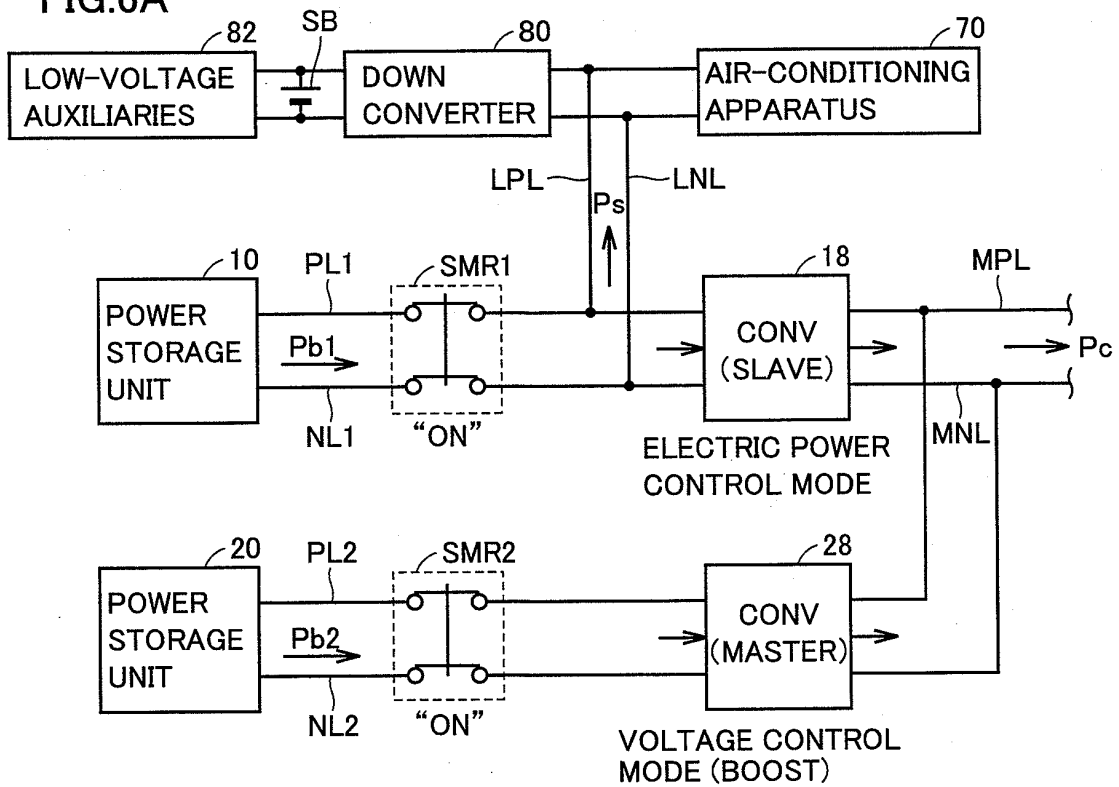 FIG.6A
82
SB
80
70
LOW-VOLTAGE
AUXILIARIES
DOWN
CONVERTER
AIR-CONDITIONING
APPARATUS
LPL
LNL
Ps
10
PL1
SMR1
18
MPL
POWER
STORAGE
UNIT
Pb1
CONV
(SLAVE)
Pc
NL1
“ON”
MNL
ELECTRIC POWER
CONTROL MODE
20
PL2
SMR2
28
POWER
STORAGE
UNIT
Pb2
CONV
(MASTER)
NL2
“ON”
VOLTAGE CONTROL
MODE (BOOST)